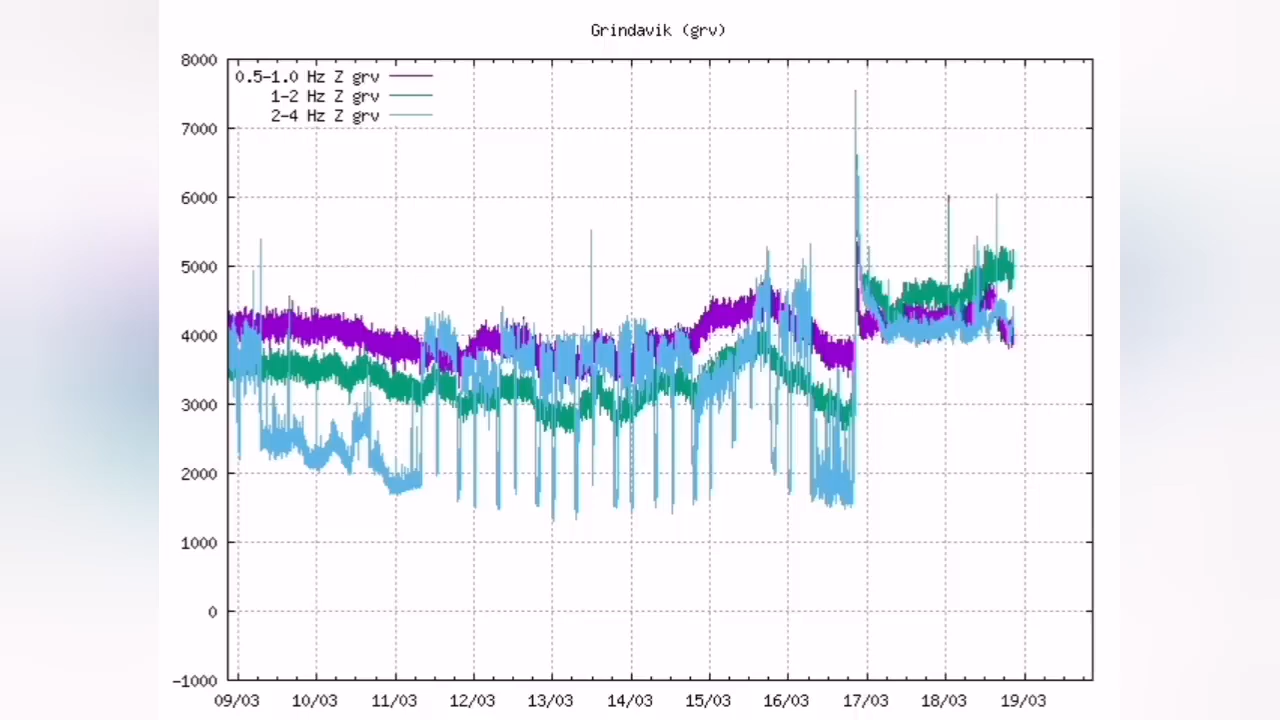 Grindavik (grv)
8000
0.5-1.0 Hz Z grv
1-2 Hz Z grv
2-4 Hz Z grv
7000
6000
5000
4000
3000
2000
1000
0
-1000
09/03 10/03 11/03 12/03 13/03 14/03 15/03 16/03 17/03 18/03 19/03